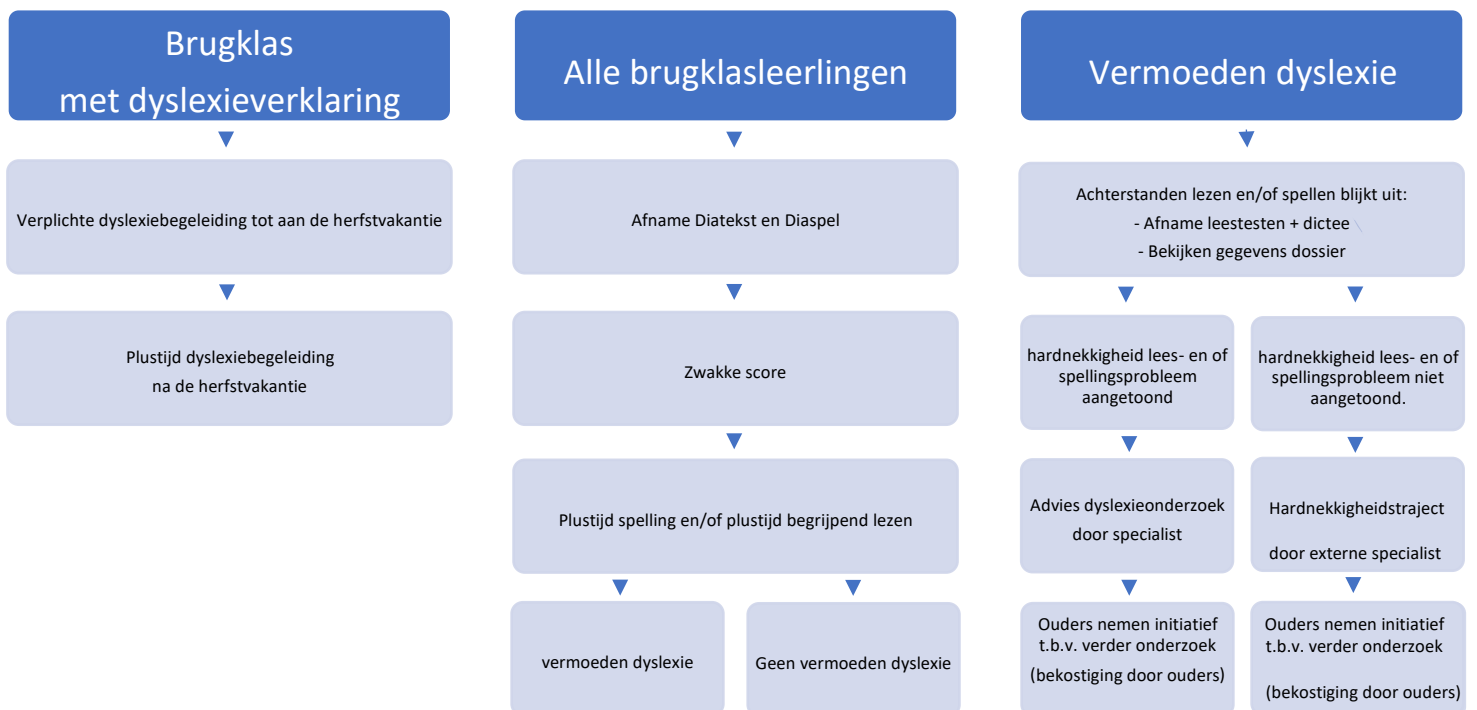 Brugklas
met dyslexieverklaring
Verplichte dyslexiebegeleiding tot aan de herfstvakantie
Plustijd dyslexiebegeleiding
na de herfstvakantie
Alle brugklasleerlingen
Afname Diatekst en Diaspel
Zwakke score
Plustijd spelling en/of plustijd begrijpend lezen
vermoeden dyslexie
Geen vermoeden dyslexie
Vermoeden dyslexie
Achterstanden lezen en/of spellen blijkt uit:
- Afname leestesten + dictee \
- Bekijken gegevens dossier
hardnekkigheid lees- en of
spellingsprobleem
aangetoond
Advies dyslexieonderzoek
door specialist
Ouders nemen initiatief
t.b.v. verder onderzoek
(bekostiging door ouders)
hardnekkigheid lees- en of
spellingsprobleem niet
aangetoond.
Hardnekkigheidstraject
door externe specialist
Ouders nemen initiatief
t.b.v. verder onderzoek
(bekostiging door ouders)